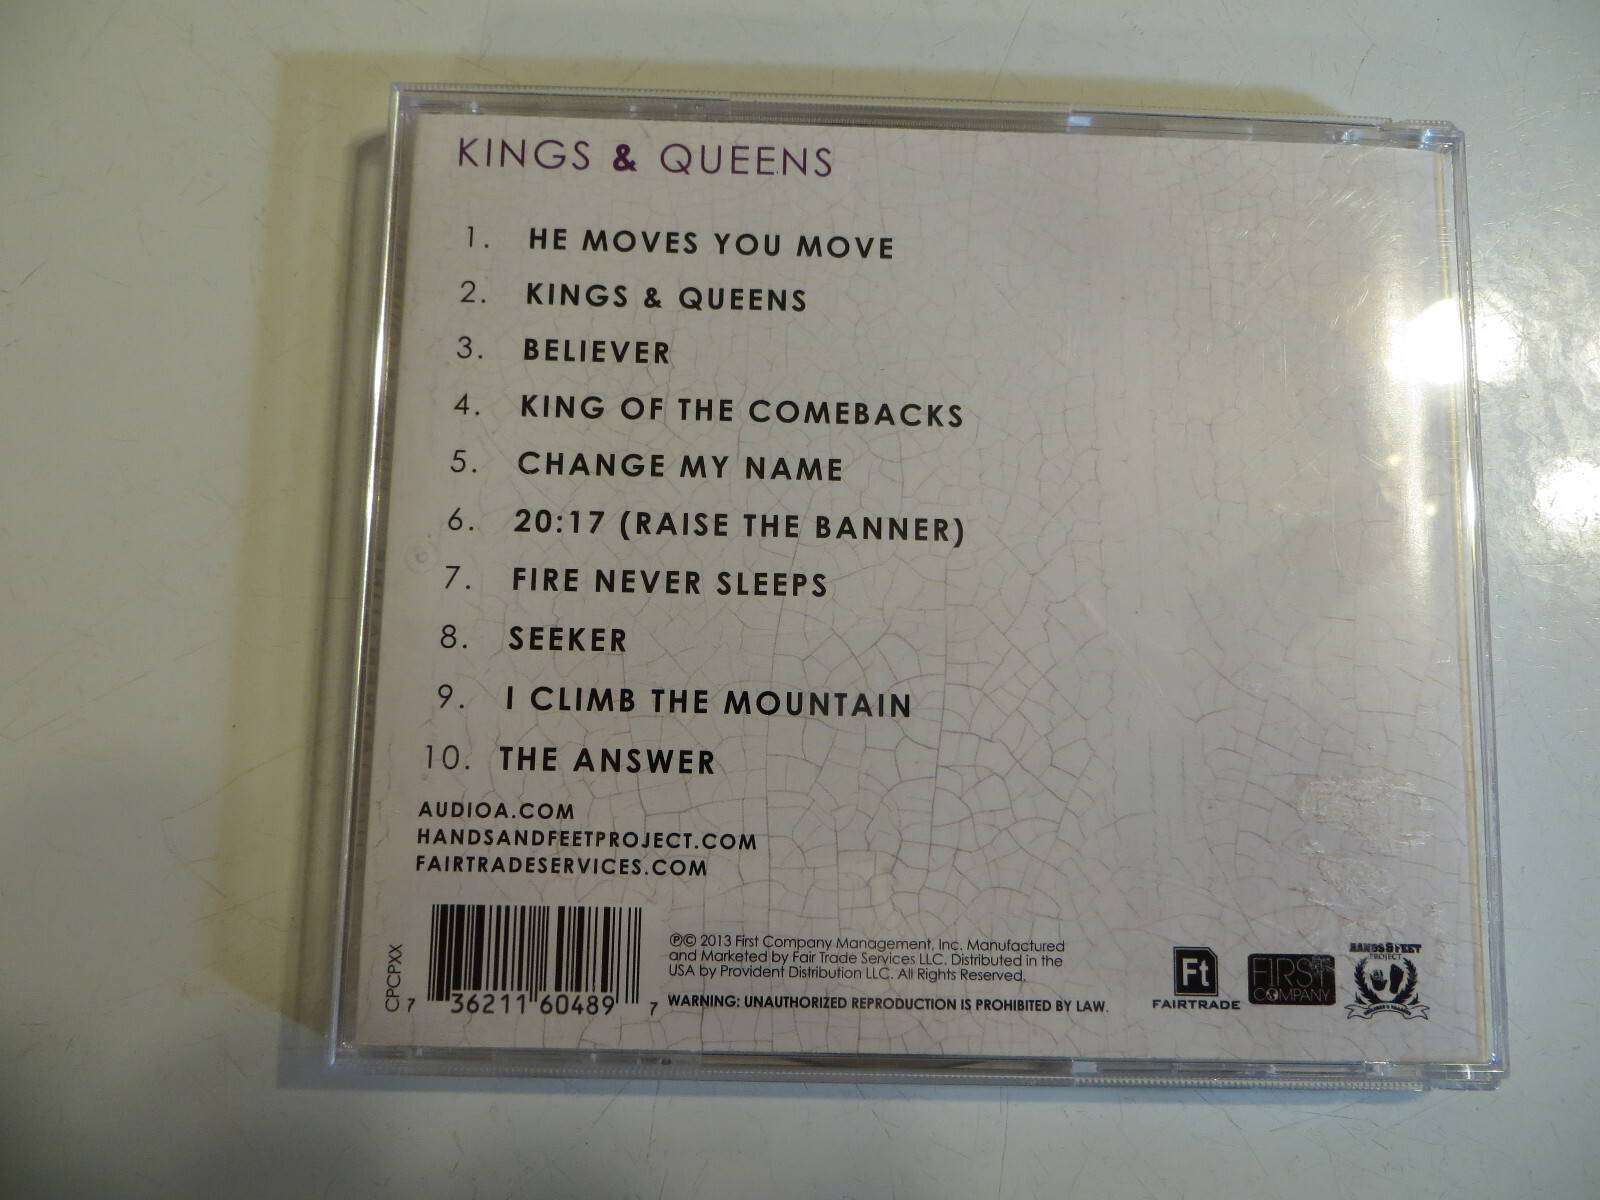 KINGS & QUEENS
1. HE MOVES YOU MOVE
2. KINGS & QUEENS
3. BELIEVER
4. KING OF THE COMEBACKS
5. CHANGE MY NAME
6. 20:17 (RAISE THE BANNER)
7. FIRE NEVER SLEEPS
8. SEEKER
9. I CLIMB THE MOUNTAIN
10. THE ANSWER
AUDIOA.COM
HANDSANDFEETPROJECT.COM
FAIRTRADESERVICES.COM
CPCPXX
7 36211 60489 7
℗© 2013 First Company Management, Inc. Manufactured
and Marketed by Fair Trade Services LLC. Distributed in the
USA by Provident Distribution LLC. All Rights Reserved.
WARNING: UNAUTHORIZED REPRODUCTION IS PROHIBITED BY LAW.
Ft
FAIRTRADE
FIRST
COMPANY
HANDS & FEET
PROJECT